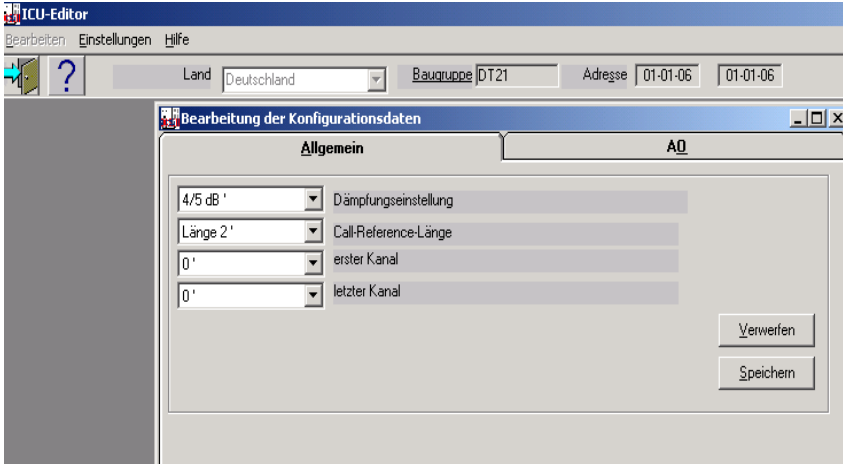 ICU-Editor
Bearbeiten Einstellungen Hilfe
? Land Deutschland Baugruppe DT21 Adresse 01-01-06 01-01-06
Bearbeitung der Konfigurationsdaten
Allgemein AO
4/5 dB ' Dämpfungseinstellung
Länge 2 ' Call-Reference-Länge
0 ' erster Kanal
0 ' letzter Kanal
Verwerfen
Speichern